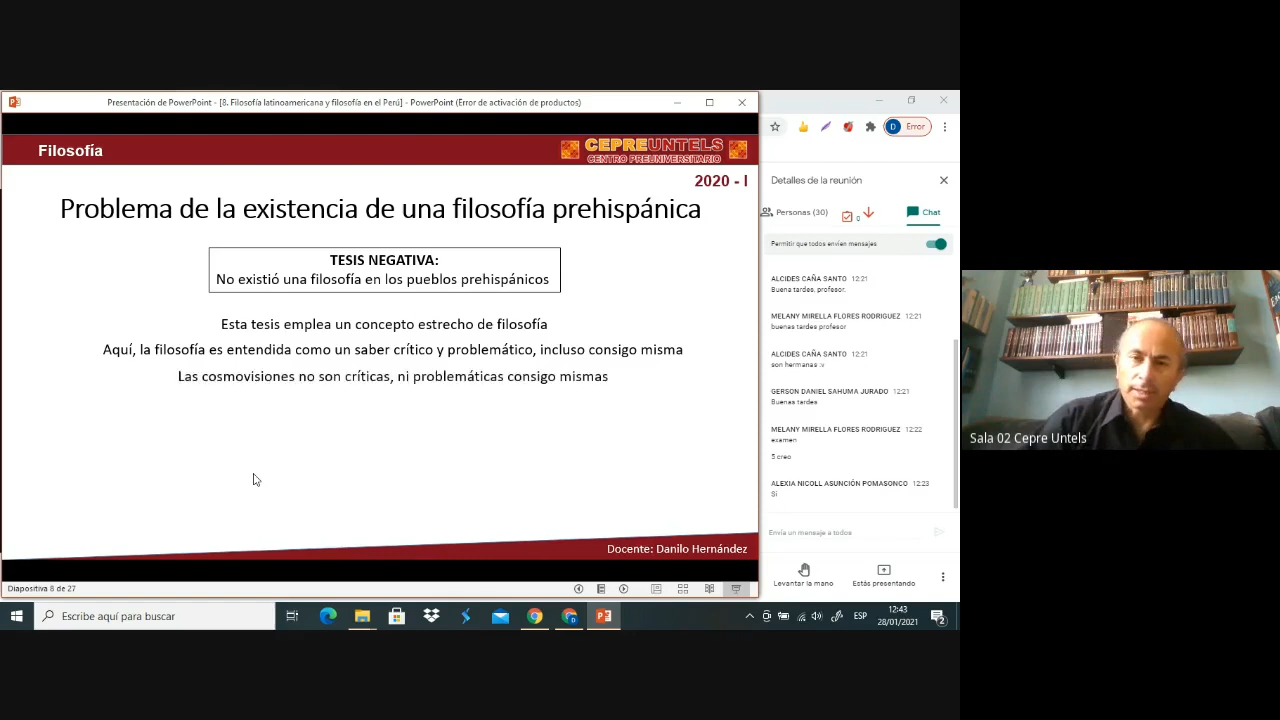 Presentación de PowerPoint - [8. Filosofía latinoamericana y filosofía en el Perú] - PowerPoint (Error de activación de productos)
Filosofía
CEPREUNTELS
CENTRO PREUNIVERSITARIO
2020 - I
Problema de la existencia de una filosofía prehispánica
TESIS NEGATIVA:
No existió una filosofía en los pueblos prehispánicos
Esta tesis emplea un concepto estrecho de filosofía
Aquí, la filosofía es entendida como un saber crítico y problemático, incluso consigo misma
Las cosmovisiones no son críticas, ni problemáticas consigo mismas
Docente: Danilo Hernández
Diapositiva 8 de 27
D Error
Detalles de la reunión
Personas (30)
0
Chat
Permitir que todos envíen mensajes
ALCIDES CAÑA SANTO 12:21
Buena tardes, profesor.
MELANY MIRELLA FLORES RODRIGUEZ 12:21
buenas tardes profesor
ALCIDES CAÑA SANTO 12:21
son hermanas :v
GERSON DANIEL SAHUMA JURADO 12:21
Buenas tardes
MELANY MIRELLA FLORES RODRIGUEZ 12:22
examen
5 creo
ALEXIA NICOLL ASUNCIÓN POMASONCO 12:23
Si
Envía un mensaje a todos
Levantar la mano
Estás presentando
Sala 02 Cepre Untels
Escribe aquí para buscar
ESP
12:43
28/01/2021
2